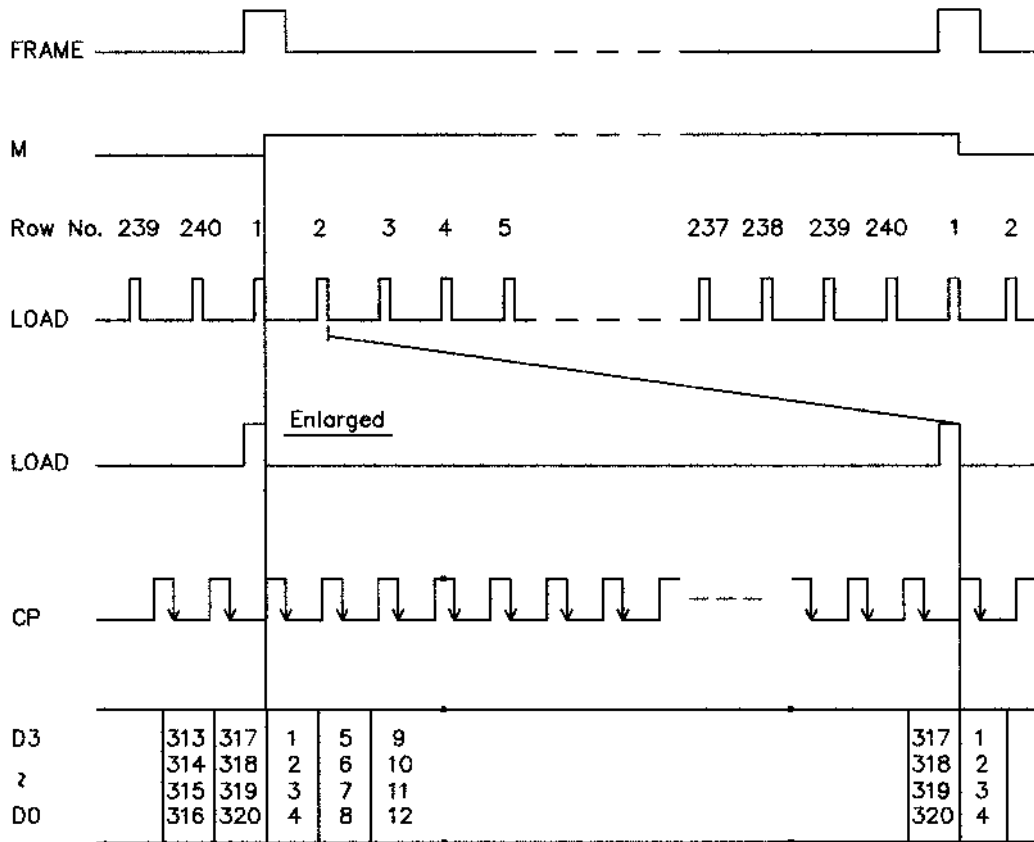 FRAME
M
Row No. 239 240 1 2 3 4 5 237 238 239 240 1 2
LOAD
Enlarged
LOAD
CP
D3 313 317 1 5 9 317 1
~ 314 318 2 6 10 318 2
315 319 3 7 11 319 3
D0 316 320 4 8 12 320 4